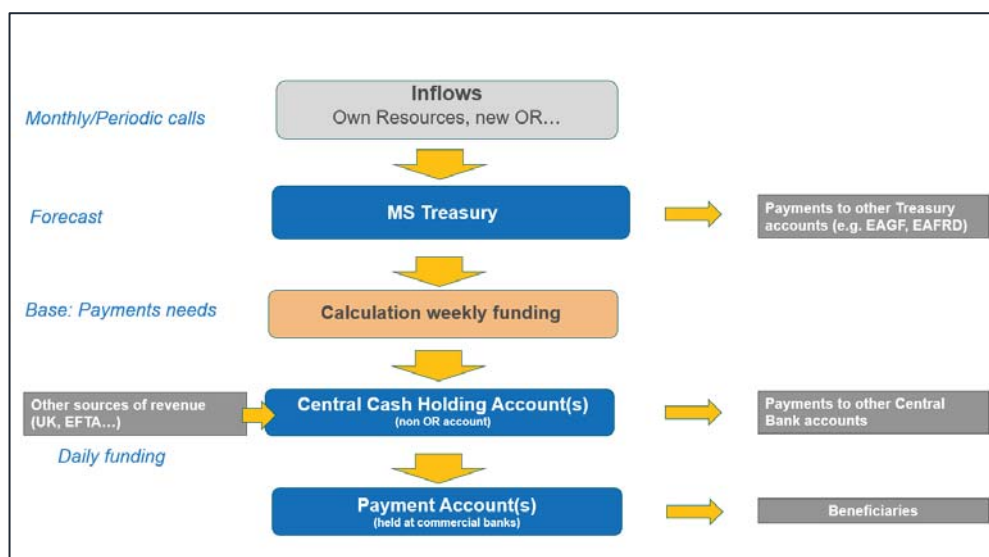 Inflows
Own Resources, new OR…
Monthly/Periodic calls
MS Treasury
Forecast
Payments to other Treasury
accounts (e.g. EAGF, EAFRD)
Base: Payments needs
Calculation weekly funding
Other sources of revenue
(UK, EFTA…)
Central Cash Holding Account(s)
(non OR account)
Payments to other Central
Bank accounts
Daily funding
Payment Account(s)
(held at commercial banks)
Beneficiaries